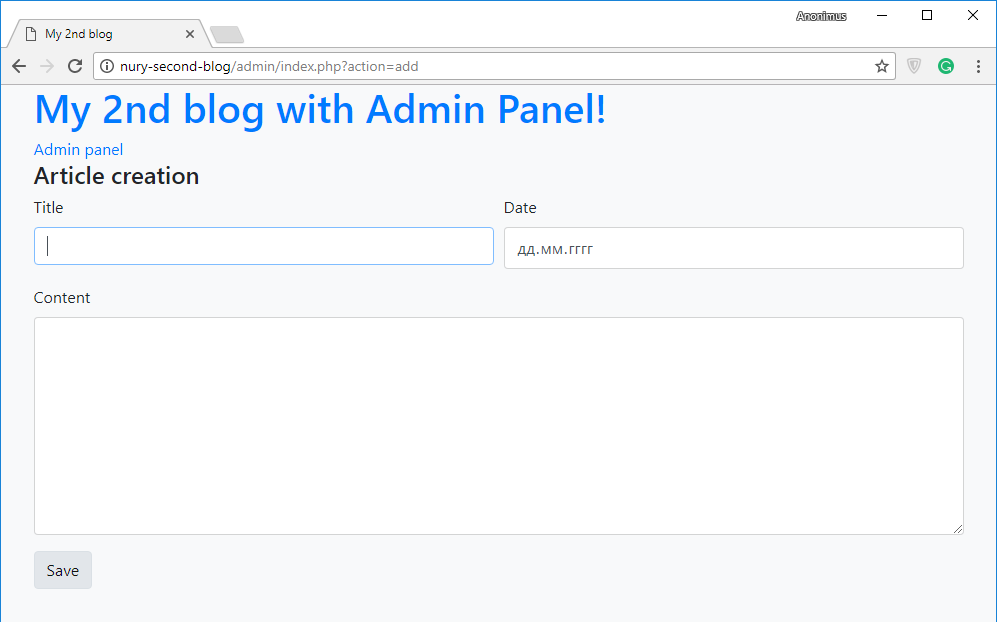 Anonimus
My 2nd blog
nury-second-blog/admin/index.php?action=add
My 2nd blog with Admin Panel!
Admin panel
Article creation
Title Date
дд.мм.гггг
Content
Save